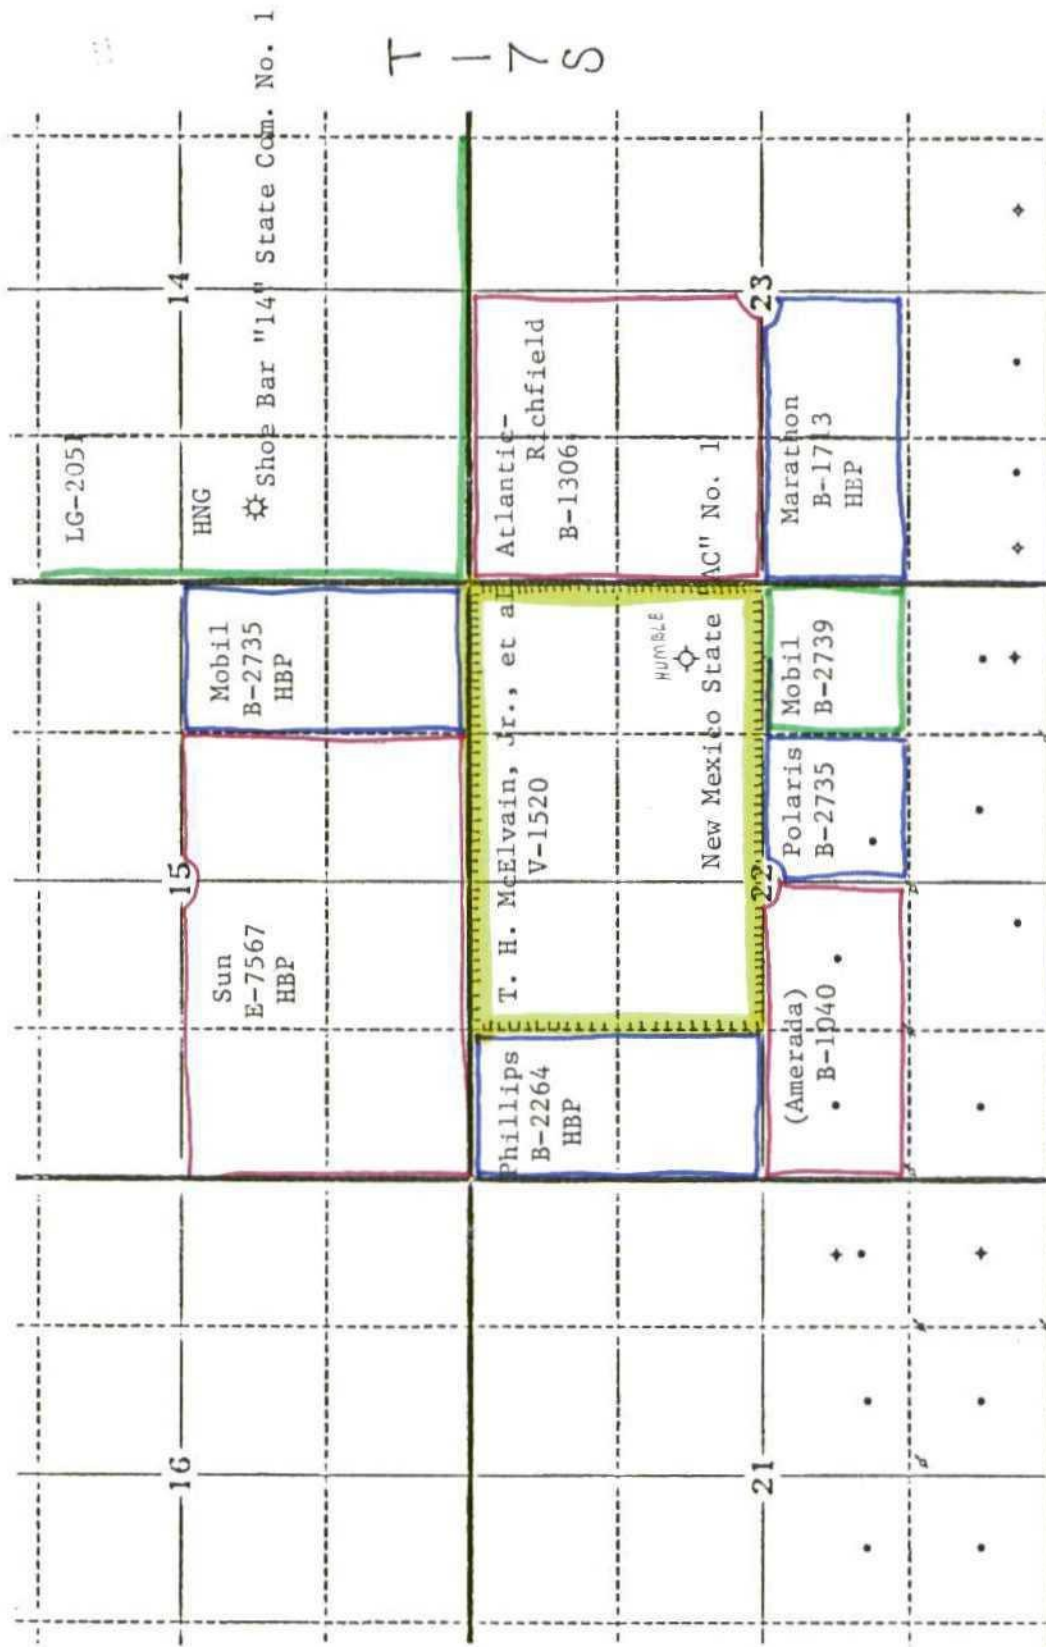 T
1
7
S
16
15
14
LG-2051
HNG
Shoe Bar "14" State Com. No. 1
Sun
E-7567
HBP
Mobil
B-2735
HBP
Phillips
B-2264
HBP
T. H. McElvain, Jr., et al
V-1520
HUMBLE
New Mexico State "AC" No. 1
Atlantic-
Richfield
B-1306
21
22
23
(Amerada)
B-1040
Polaris
B-2735
Mobil
B-2739
Marathon
B-1713
HEP